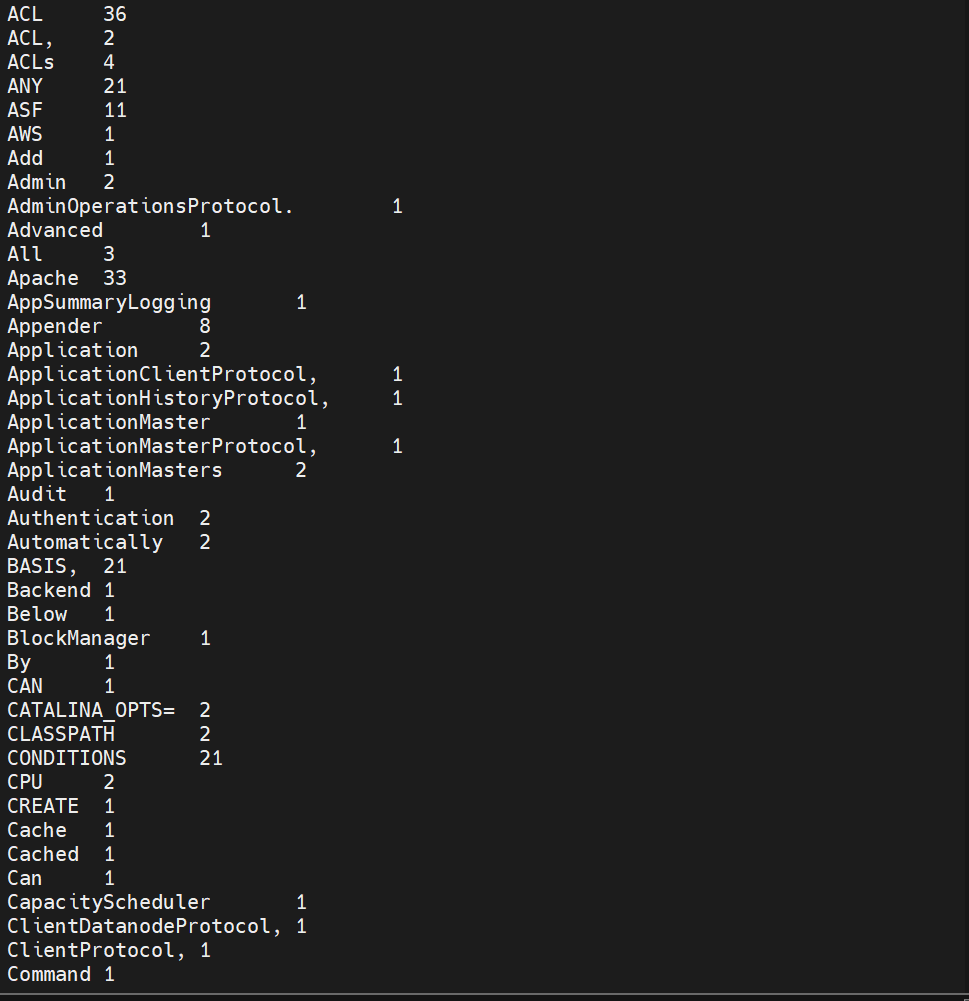 ACL	36
ACL,	2
ACLs	4
ANY	21
ASF	11
AWS	1
Add	1
Admin	2
AdminOperationsProtocol.	1
Advanced	1
All	3
Apache	33
AppSummaryLogging	1
Appender	8
Application	2
ApplicationClientProtocol,	1
ApplicationHistoryProtocol,	1
ApplicationMaster	1
ApplicationMasterProtocol,	1
ApplicationMasters	2
Audit	1
Authentication	2
Automatically	2
BASIS,	21
Backend	1
Below	1
BlockManager	1
By	1
CAN	1
CATALINA_OPTS=	2
CLASSPATH	2
CONDITIONS	21
CPU	2
CREATE	1
Cache	1
Cached	1
Can	1
CapacityScheduler	1
ClientDatanodeProtocol,	1
ClientProtocol,	1
Command	1